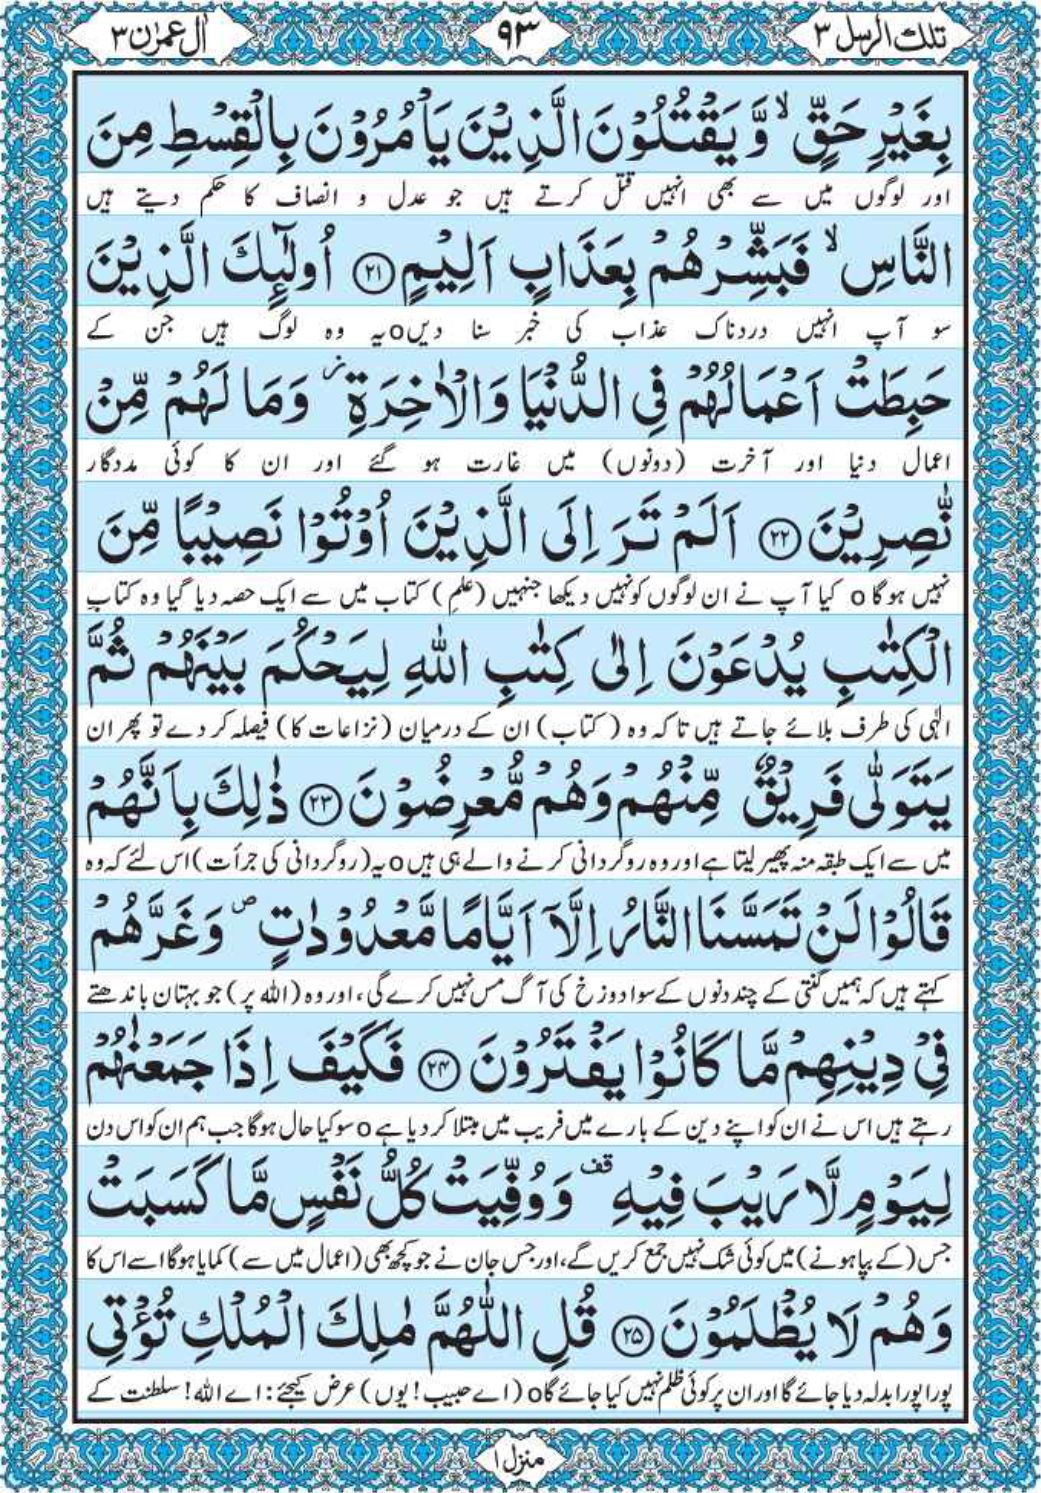 تلك الرسل ٣
٩٣
اٰل عمرٰن ٣
بِغَيْرِ حَقٍّ ۙ وَّ يَقْتُلُوْنَ الَّذِيْنَ يَاْمُرُوْنَ بِالْقِسْطِ مِنَ
اور لوگوں میں سے بھی انہیں قتل کرتے ہیں جو عدل و انصاف کا حکم دیتے ہیں
النَّاسِ ۙ فَبَشِّرْهُمْ بِعَذَابٍ اَلِيْمٍ ﴿۲۱﴾ اُولٰٓئِكَ الَّذِيْنَ
سو آپ انہیں دردناک عذاب کی خبر سنا دیںo یہ وہ لوگ ہیں جن کے
حَبِطَتْ اَعْمَالُهُمْ فِی الدُّنْيَا وَالْاٰخِرَةِ ؗ وَمَا لَهُمْ مِّنْ
اعمال دنیا اور آخرت (دونوں) میں غارت ہو گئے اور ان کا کوئی مددگار
نّٰصِرِيْنَ ﴿۲۲﴾ اَلَمْ تَرَ اِلَى الَّذِيْنَ اُوْتُوْا نَصِيْبًا مِّنَ
نہیں ہوگا o کیا آپ نے ان لوگوں کو نہیں دیکھا جنہیں (علمِ) کتاب میں سے ایک حصہ دیا گیا وہ کتابِ
الْكِتٰبِ يُدْعَوْنَ اِلٰى كِتٰبِ اللّٰهِ لِيَحْكُمَ بَيْنَهُمْ ثُمَّ
الٰہی کی طرف بلائے جاتے ہیں تاکہ وہ (کتاب) ان کے درمیان (نزاعات کا) فیصلہ کر دے تو پھر ان
يَتَوَلّٰى فَرِيْقٌ مِّنْهُمْ وَهُمْ مُّعْرِضُوْنَ ﴿۲۳﴾ ذٰلِكَ بِاَنَّهُمْ
میں سے ایک طبقہ منہ پھیر لیتا ہے اور وہ روگردانی کرنے والے ہی ہیںo یہ (روگردانی کی جرأت) اس لئے کہ وہ
قَالُوْا لَنْ تَمَسَّنَا النَّارُ اِلَّاۤ اَيَّامًا مَّعْدُوْدٰتٍ ۪ وَغَرَّهُمْ
کہتے ہیں کہ ہمیں گنتی کے چند دنوں کے سوا دوزخ کی آگ مس نہیں کرے گی، اور وہ (اللہ پر) جو بہتان باندھتے
فِیْ دِيْنِهِمْ مَّا كَانُوْا يَفْتَرُوْنَ ﴿۲۴﴾ فَكَيْفَ اِذَا جَمَعْنٰهُمْ
رہتے ہیں اس نے ان کو اپنے دین کے بارے میں فریب میں مبتلا کر دیا ہے o سو کیا حال ہوگا جب ہم ان کو اس دن
لِيَوْمٍ لَّا رَيْبَ فِيْهِ ۟ وَوُفِّيَتْ كُلُّ نَفْسٍ مَّا كَسَبَتْ
جس (کے بپا ہونے) میں کوئی شک نہیں جمع کریں گے، اور جس جان نے جو کچھ بھی (اعمال میں سے) کمایا ہوگا اسے اس کا
وَهُمْ لَا يُظْلَمُوْنَ ﴿۲۵﴾ قُلِ اللّٰهُمَّ مٰلِكَ الْمُلْكِ تُؤْتِی
پورا پورا بدلہ دیا جائے گا اور ان پر کوئی ظلم نہیں کیا جائے گاo (اے حبیب! یوں) عرض کیجئے: اے اللہ! سلطنت کے
منزل ١